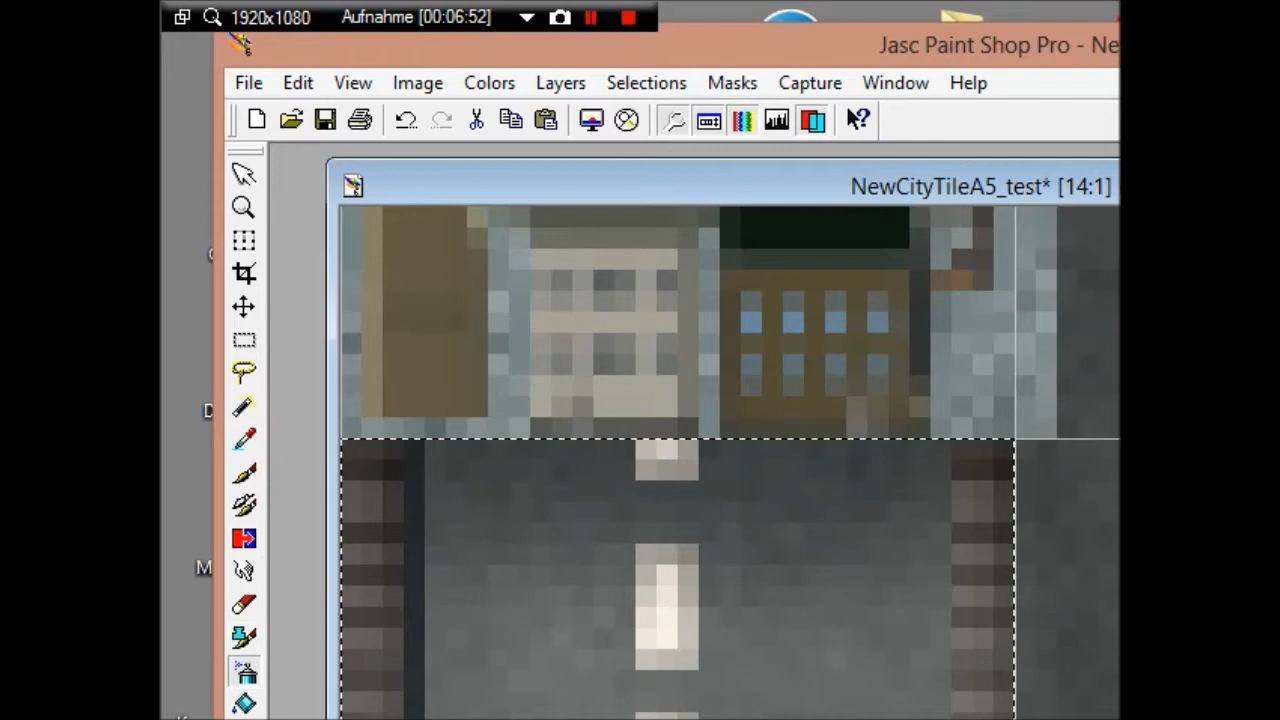 1920x1080 Aufnahme [00:06:52]
Jasc Paint Shop Pro - Ne
File Edit View Image Colors Layers Selections Masks Capture Window Help
NewCityTileA5_test* [14:1] (
D
M